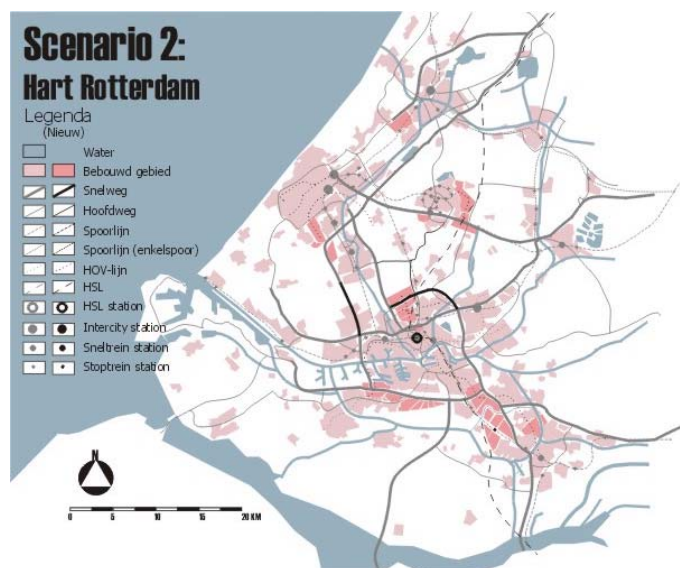 Scenario 2:
Hart Rotterdam
Legenda
(Nieuw)
Water
Bebouwd gebied
Snelweg
Hoofdweg
Spoorlijn
Spoorlijn (enkelspoor)
HOV-lijn
HSL
HSL station
Intercity station
Sneltrein station
Stoptrein station
N
0 5 10 15 20 KM